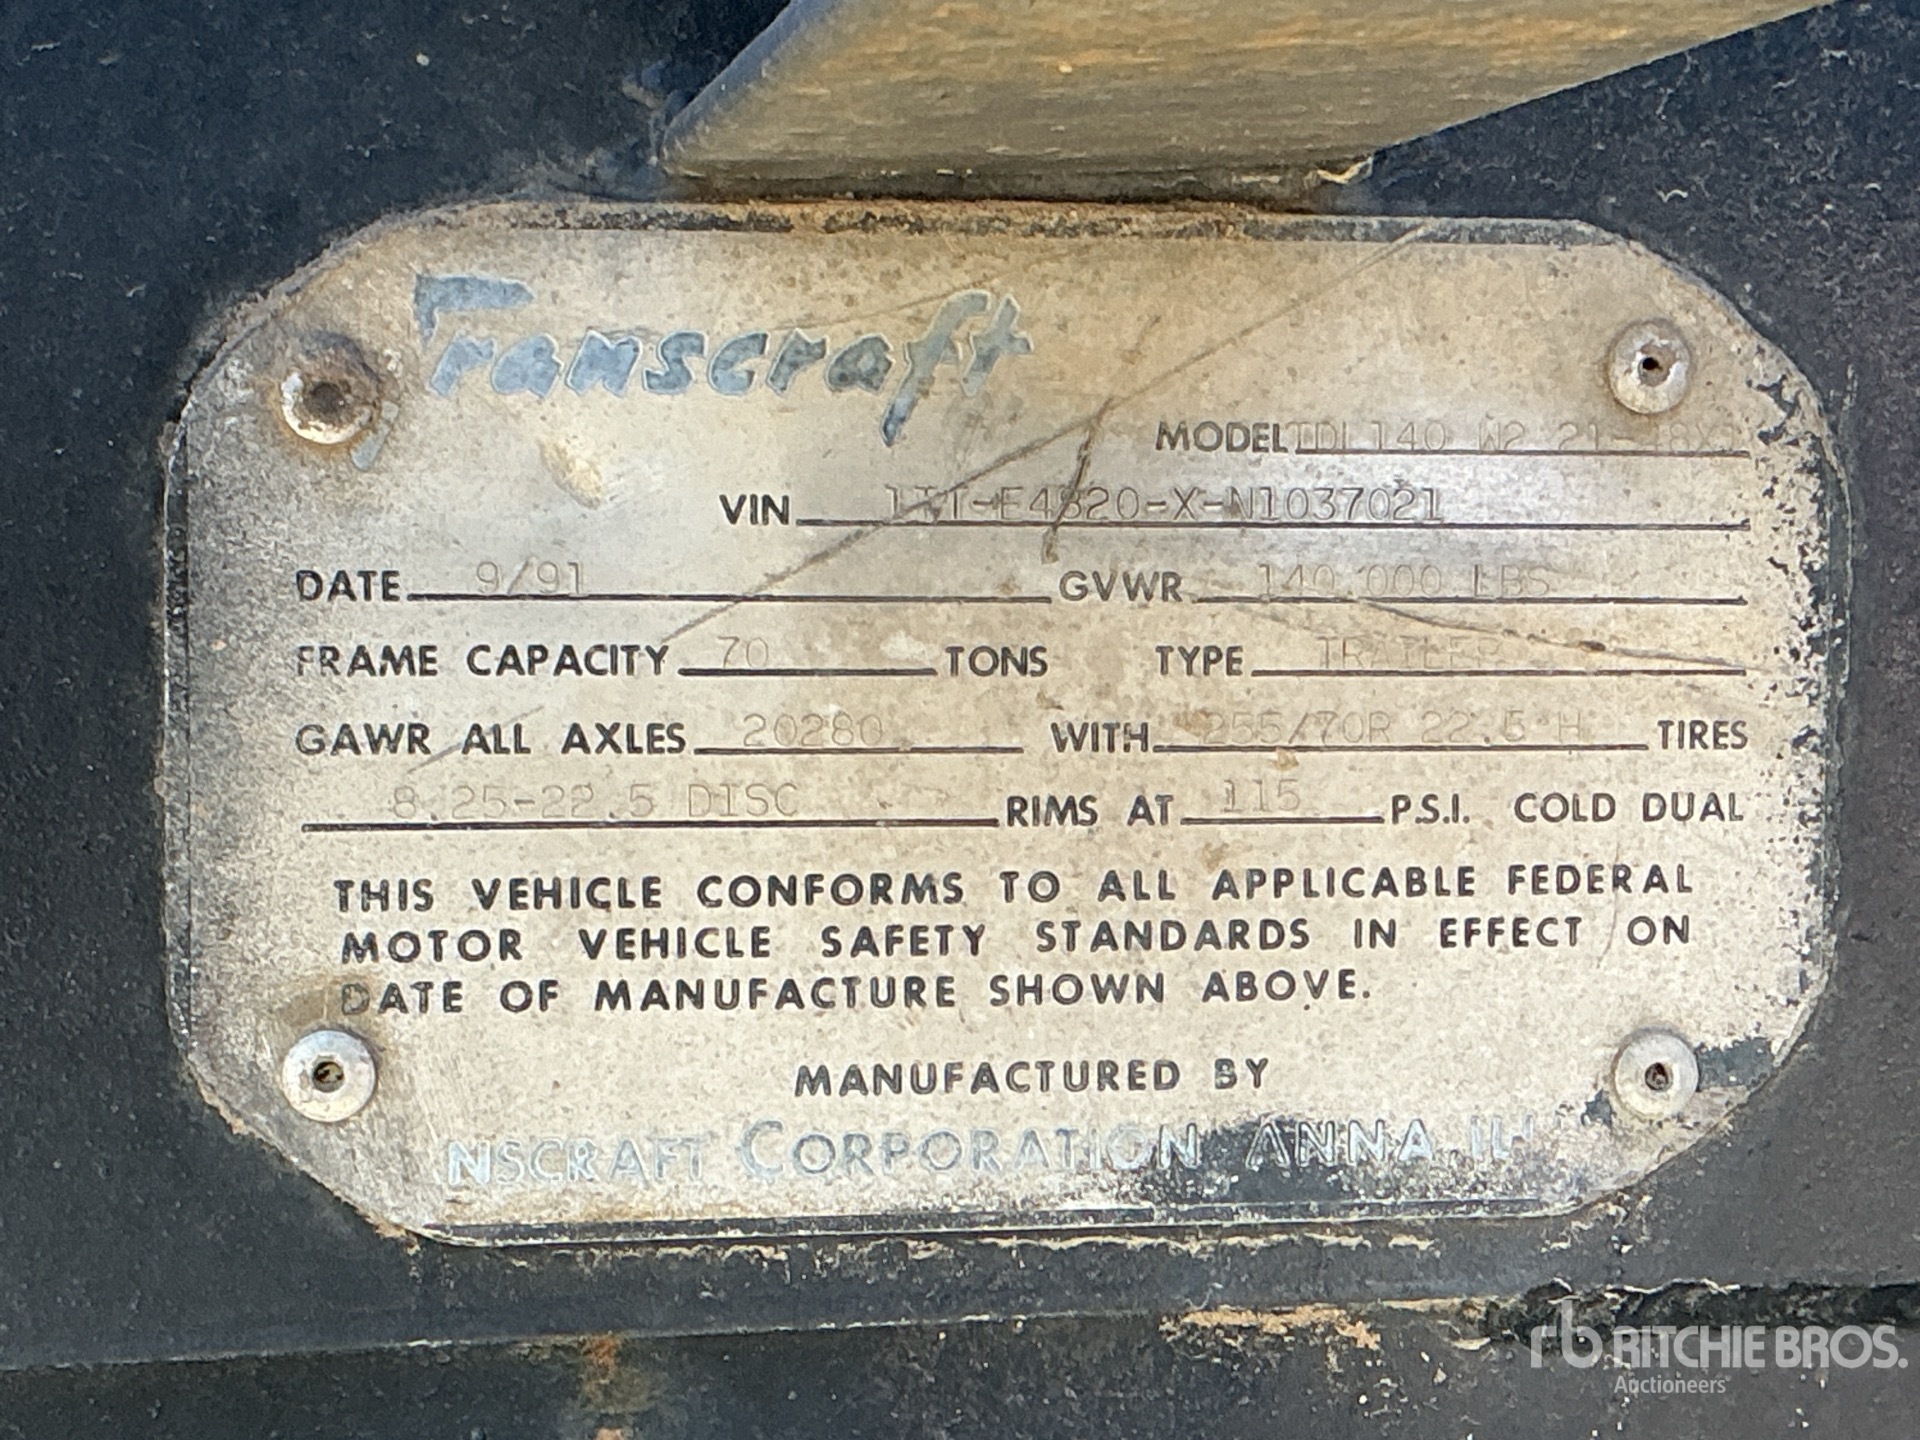 Transcraft
MODEL TDL140 W2 21-48
VIN 1TT-E4820-X-N1037021
DATE 9/91 GVWR 140,000 LBS
FRAME CAPACITY 70 TONS TYPE TRAILER
GAWR ALL AXLES 20280 WITH 255/70R 22.5 H TIRES
8.25-22.5 DISC RIMS AT 115 P.S.I. COLD DUAL
THIS VEHICLE CONFORMS TO ALL APPLICABLE FEDERAL
MOTOR VEHICLE SAFETY STANDARDS IN EFFECT ON
DATE OF MANUFACTURE SHOWN ABOVE.
MANUFACTURED BY
NSCRAFT CORPORATION ANNA IL
rb RITCHIE BROS.
Auctioneers